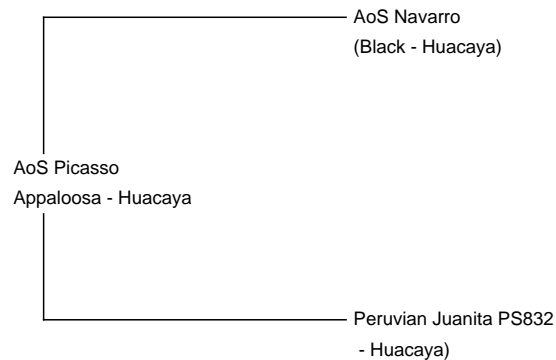 AoS Navarro
(Black - Huacaya)
AoS Picasso
Appaloosa - Huacaya
Peruvian Juanita PS832
- Huacaya)